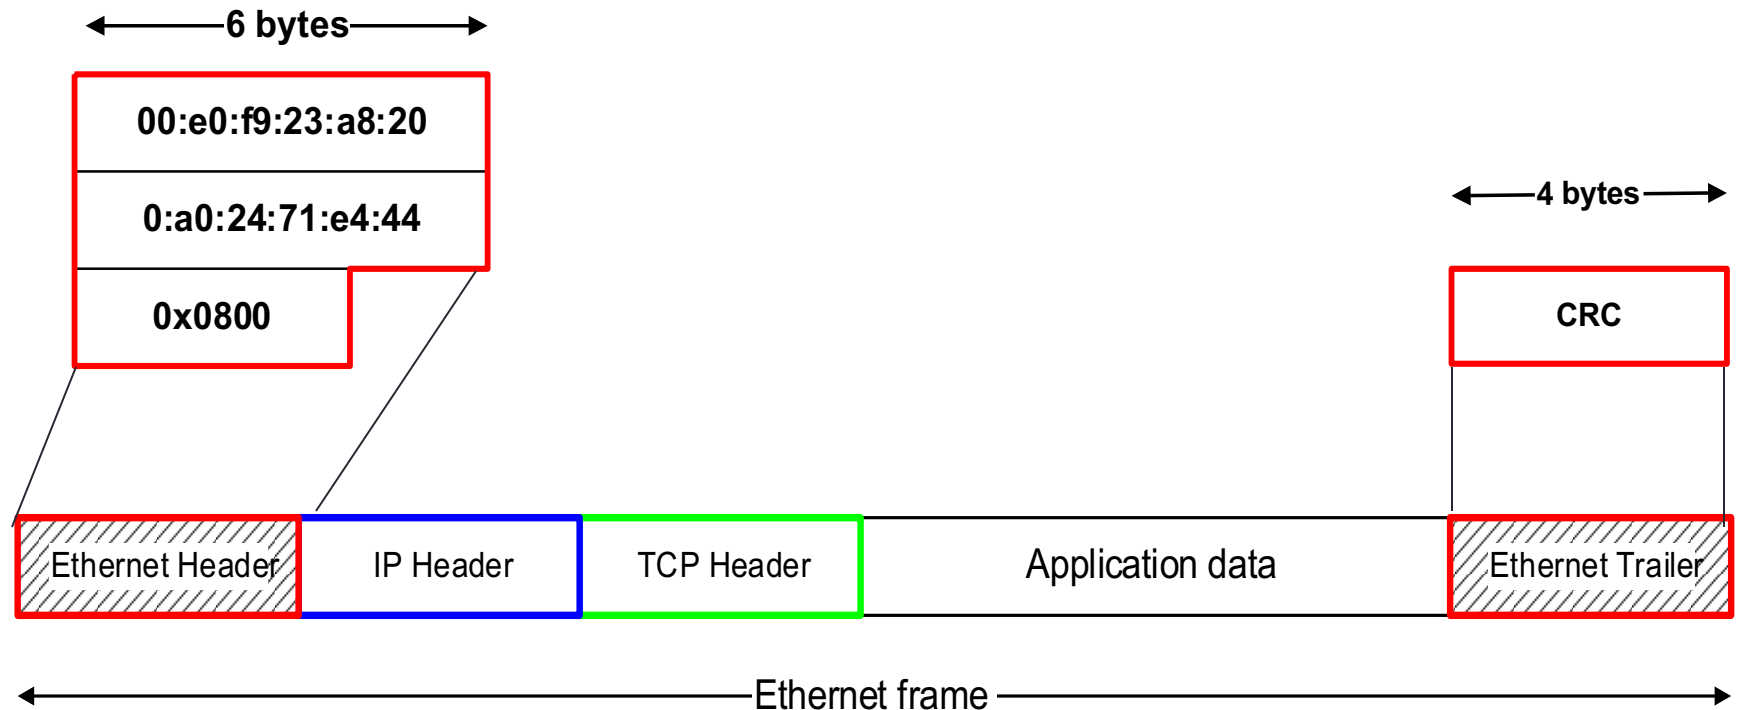 6 bytes
00:e0:f9:23:a8:20
0:a0:24:71:e4:44
4 bytes
0x0800
CRC
Ethernet Header
IP Header
TCP Header
Application data
Ethernet Trailer
Ethernet frame